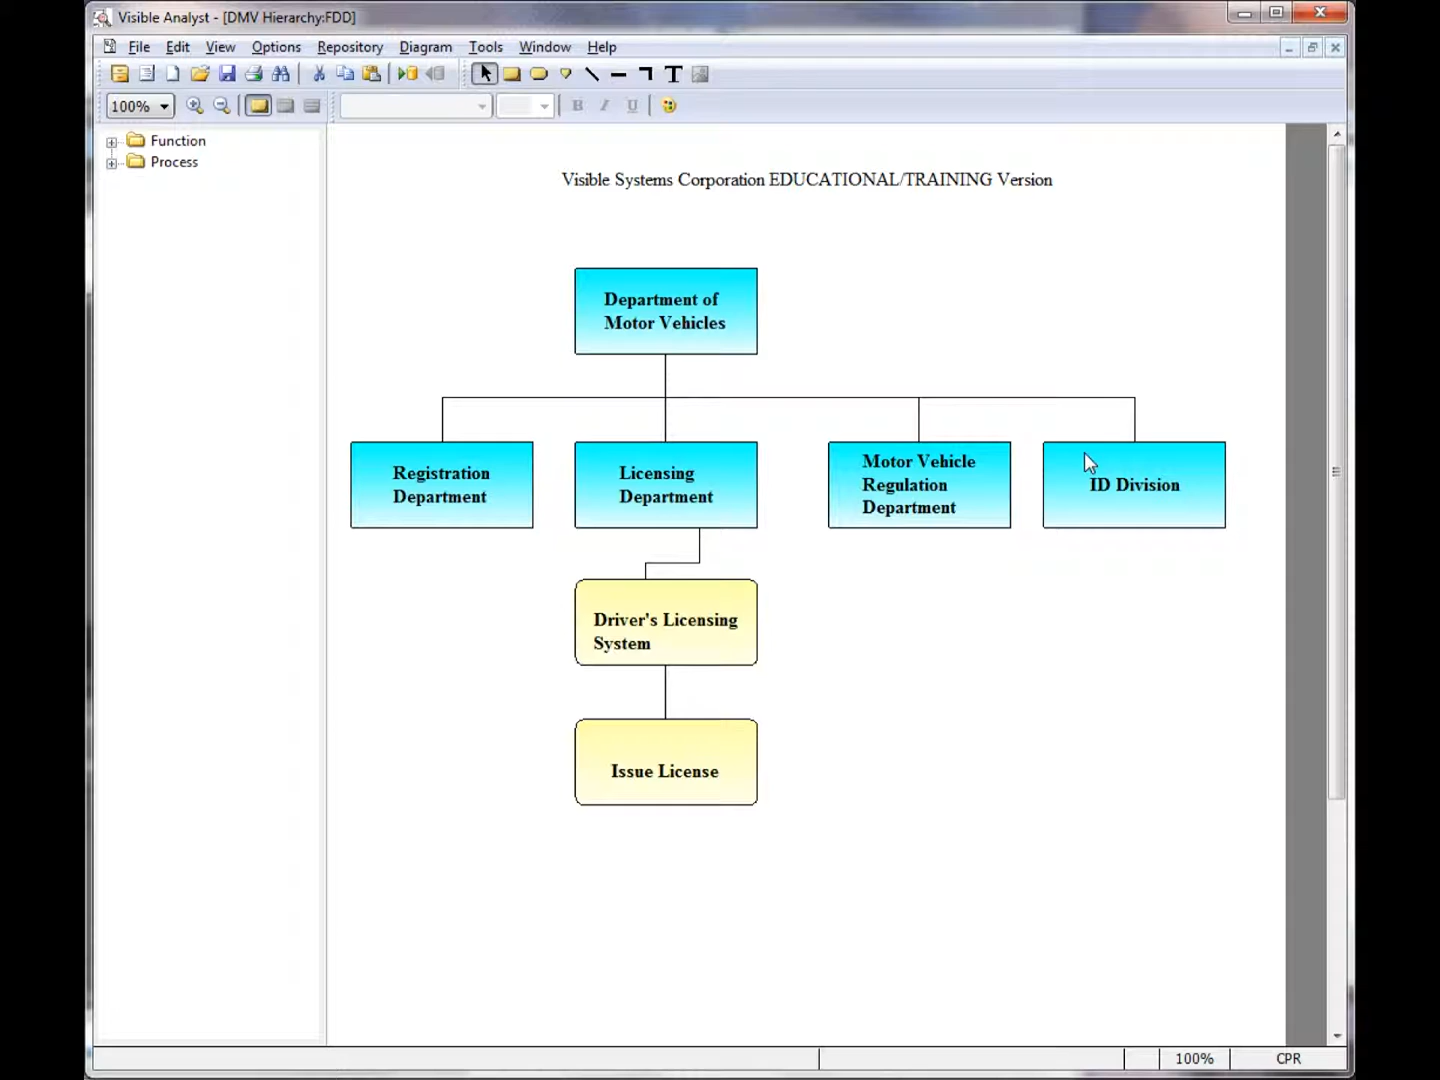 Visible Analyst - [DMV Hierarchy:FDD]
File Edit View Options Repository Diagram Tools Window Help
T
100% B I U
Function
Process
Visible Systems Corporation EDUCATIONAL/TRAINING Version
Department of
Motor Vehicles
Registration
Department
Licensing
Department
Motor Vehicle
Regulation
Department
ID Division
Driver's Licensing
System
Issue License
100% CPR